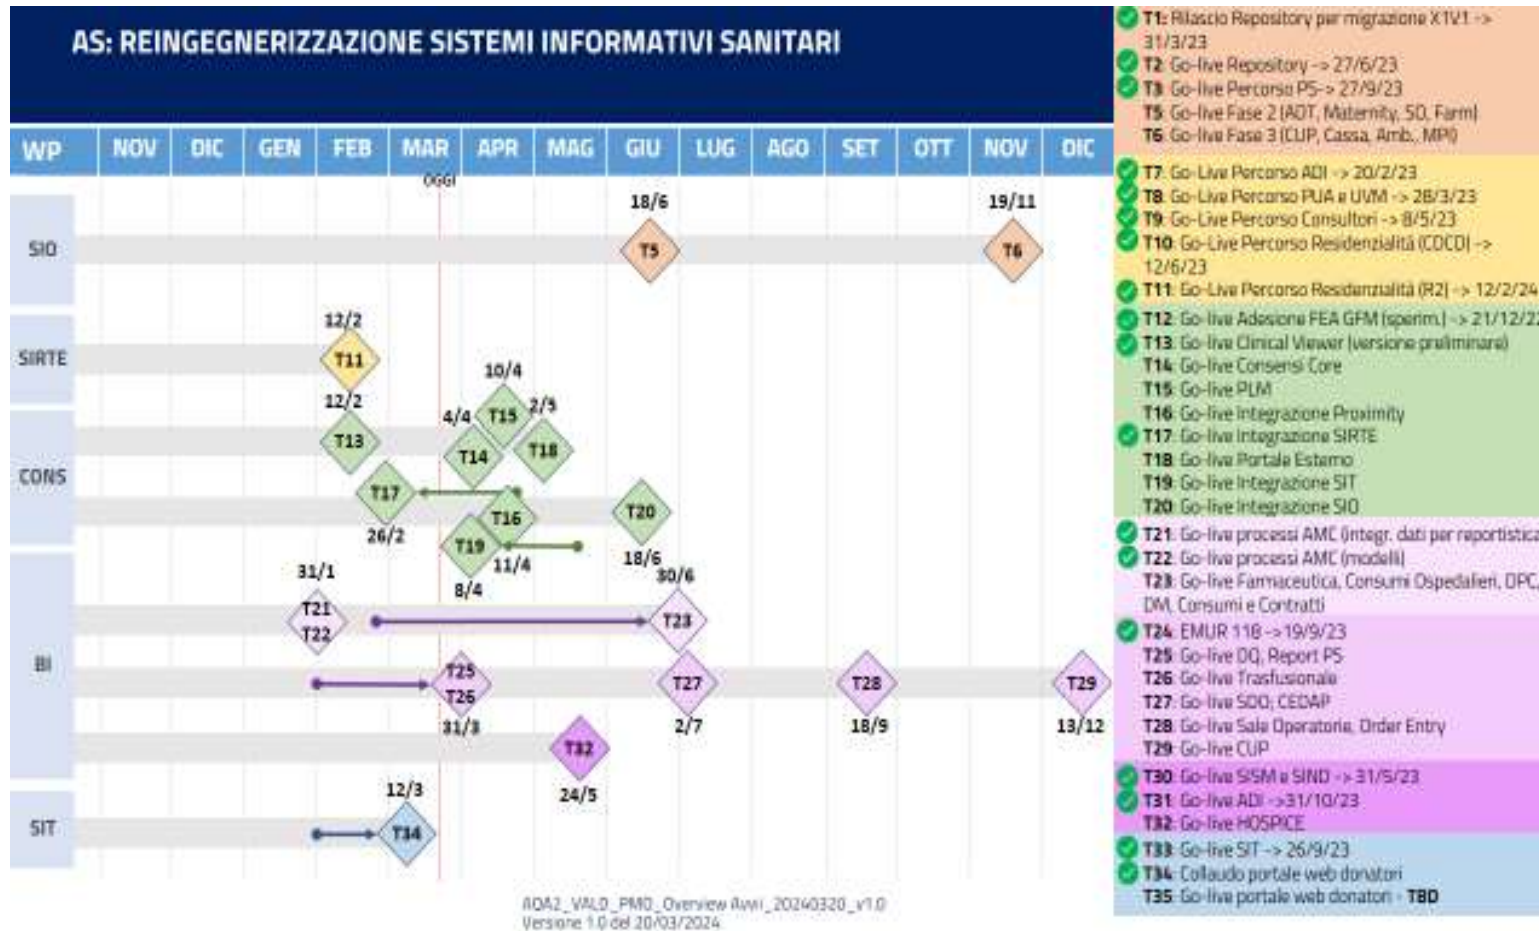 AS: REINGEGNERIZZAZIONE SISTEMI INFORMATIVI SANITARI
WP NOV DIC GEN FEB MAR APR MAG GIU LUG AGO SET OTT NOV DIC
OGGI
18/6 19/11
SIO T5 T6
12/2
SIRTE T11
12/2 10/4
4/4 T15 2/5
T13 T14 T18
CONS
T17 T16 T20
26/2 T19 11/4 18/6
8/4
31/1 30/6
T21
T22
T23
BI
T25
T26
T27 T28 T29
31/3 2/7 18/9 13/12
T32
24/5
12/3
SIT T34
T1: Rilascio Repository per migrazione X1V1 ->
31/3/23
T2: Go-live Repository -> 27/6/23
T3: Go-live Percorso PS-> 27/9/23
T5: Go-live Fase 2 (ADT, Maternity, SO, Farm)
T6: Go-live Fase 3 (CUP, Cassa, Amb., MPI)
T7: Go-Live Percorso ADI -> 20/2/23
T8: Go-Live Percorso PUA e UVM -> 28/3/23
T9: Go-Live Percorso Consultori -> 8/5/23
T10: Go-Live Percorso Residenzialità (CDCD) ->
12/6/23
T11: Go-Live Percorso Residenzialità (R2) -> 12/2/24
T12: Go-live Adesione FEA GFM (sperim.) -> 21/12/22
T13: Go-live Clinical Viewer (versione preliminare)
T14: Go-live Consensi Core
T15: Go-live PLM
T16: Go-live Integrazione Proximity
T17: Go-live Integrazione SIRTE
T18: Go-live Portale Esterno
T19: Go-live Integrazione SIT
T20: Go-live Integrazione SIO
T21: Go-live processi AMC (integr. dati per reportistica
T22: Go-live processi AMC (modelli)
T23: Go-live Farmaceutica, Consumi Ospedalieri, DPC,
DM, Consumi e Contratti
T24: EMUR 118 ->19/9/23
T25: Go-live DQ, Report PS
T26: Go-live Trasfusionale
T27: Go-live SDO; CEDAP
T28: Go-live Sale Operatorie, Order Entry
T29: Go-live CUP
T30: Go-live SISM e SIND -> 31/5/23
T31: Go-live ADI ->31/10/23
T32: Go-live HOSPICE
T33: Go-live SIT -> 26/9/23
T34: Collaudo portale web donatori
T35: Go-live portale web donatori - TBD
AQA2_VALD_PMO_Overview Avvii_20240320_v1.0
Versione 1.0 del 20/03/2024